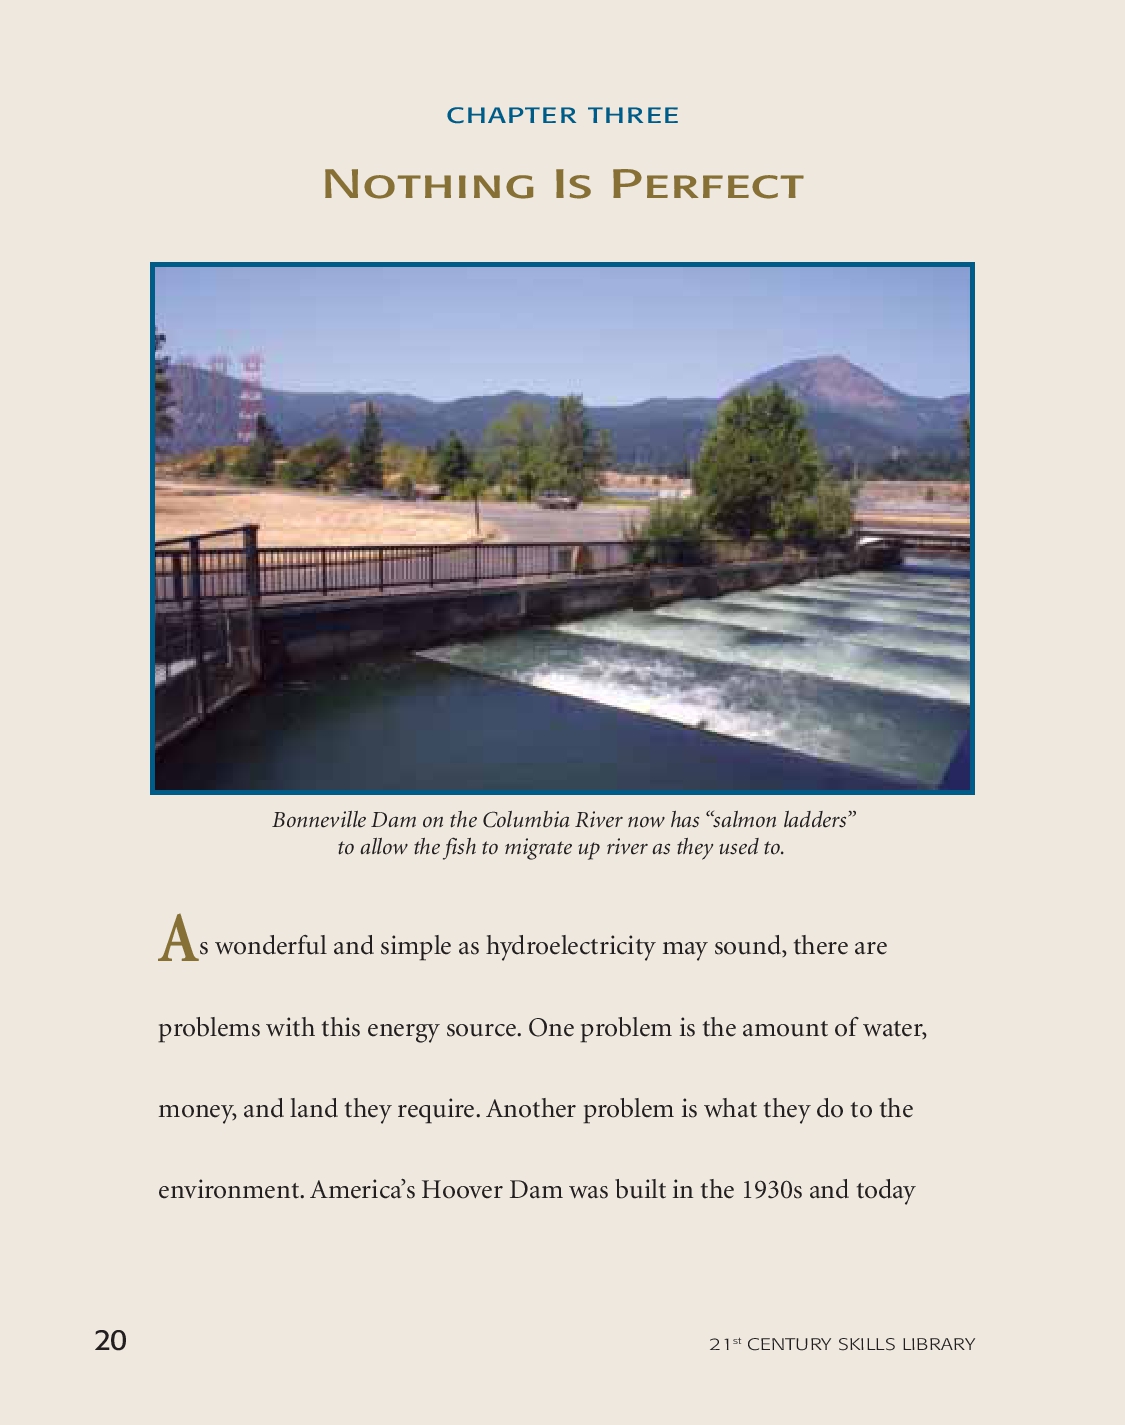 CHAPTER THREE
NOTHING IS PERFECT
Bonneville Dam on the Columbia River now has “salmon ladders”
to allow the fish to migrate up river as they used to.
As wonderful and simple as hydroelectricity may sound, there are
problems with this energy source. One problem is the amount of water,
money, and land they require. Another problem is what they do to the
environment. America’s Hoover Dam was built in the 1930s and today
20
21st CENTURY SKILLS LIBRARY